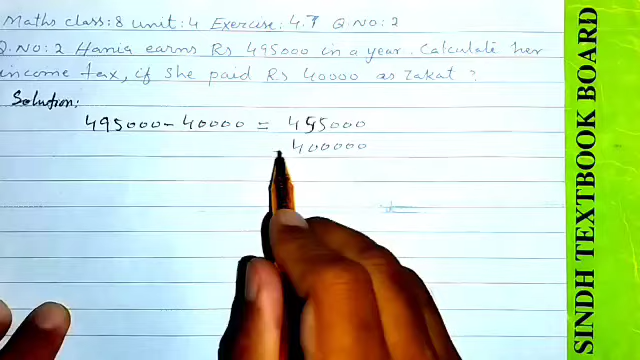 Maths class:8 unit:4 Exercise:4.7 Q.NO:2
Q.NO:2 Hania earns Rs 495000 in a year. Calculate her
income tax, if she paid Rs 40000 as Zakat?
Solution:
495000-40000 = 455000
400000
SINDH TEXTBOOK BOARD